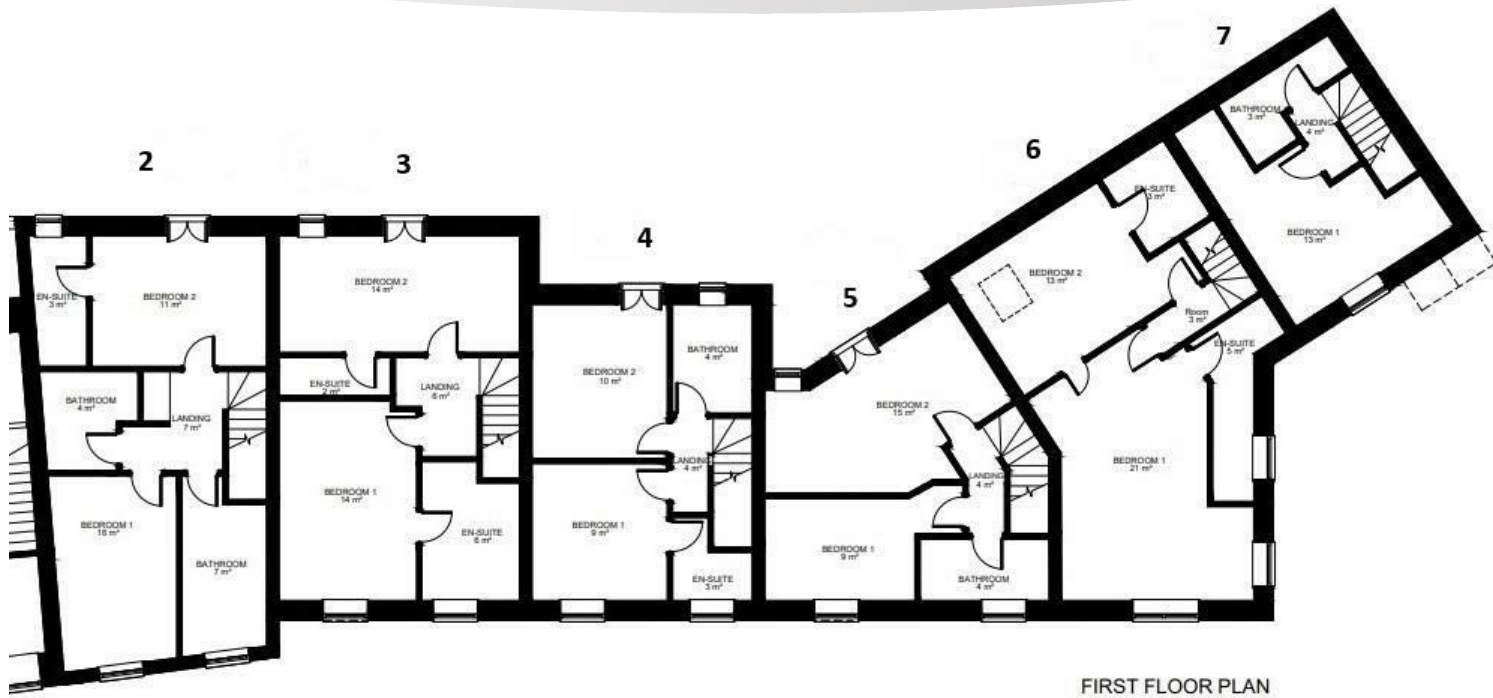 2
EN-SUITE
3 m²
BEDROOM 2
11 m²
BATHROOM
4 m²
LANDING
7 m²
BEDROOM 1
16 m²
BATHROOM
7 m²
3
BEDROOM 2
14 m²
EN-SUITE
2 m²
LANDING
6 m²
BEDROOM 1
14 m²
EN-SUITE
6 m²
4
BEDROOM 2
10 m²
BATHROOM
4 m²
LANDING
4 m²
BEDROOM 1
9 m²
EN-SUITE
3 m²
5
BEDROOM 2
15 m²
LANDING
4 m²
BEDROOM 1
9 m²
BATHROOM
4 m²
6
EN-SUITE
3 m²
BEDROOM 2
13 m²
Room
3 m²
EN-SUITE
5 m²
BEDROOM 1
21 m²
7
BATHROOM
3 m²
LANDING
4 m²
BEDROOM 1
13 m²
FIRST FLOOR PLAN